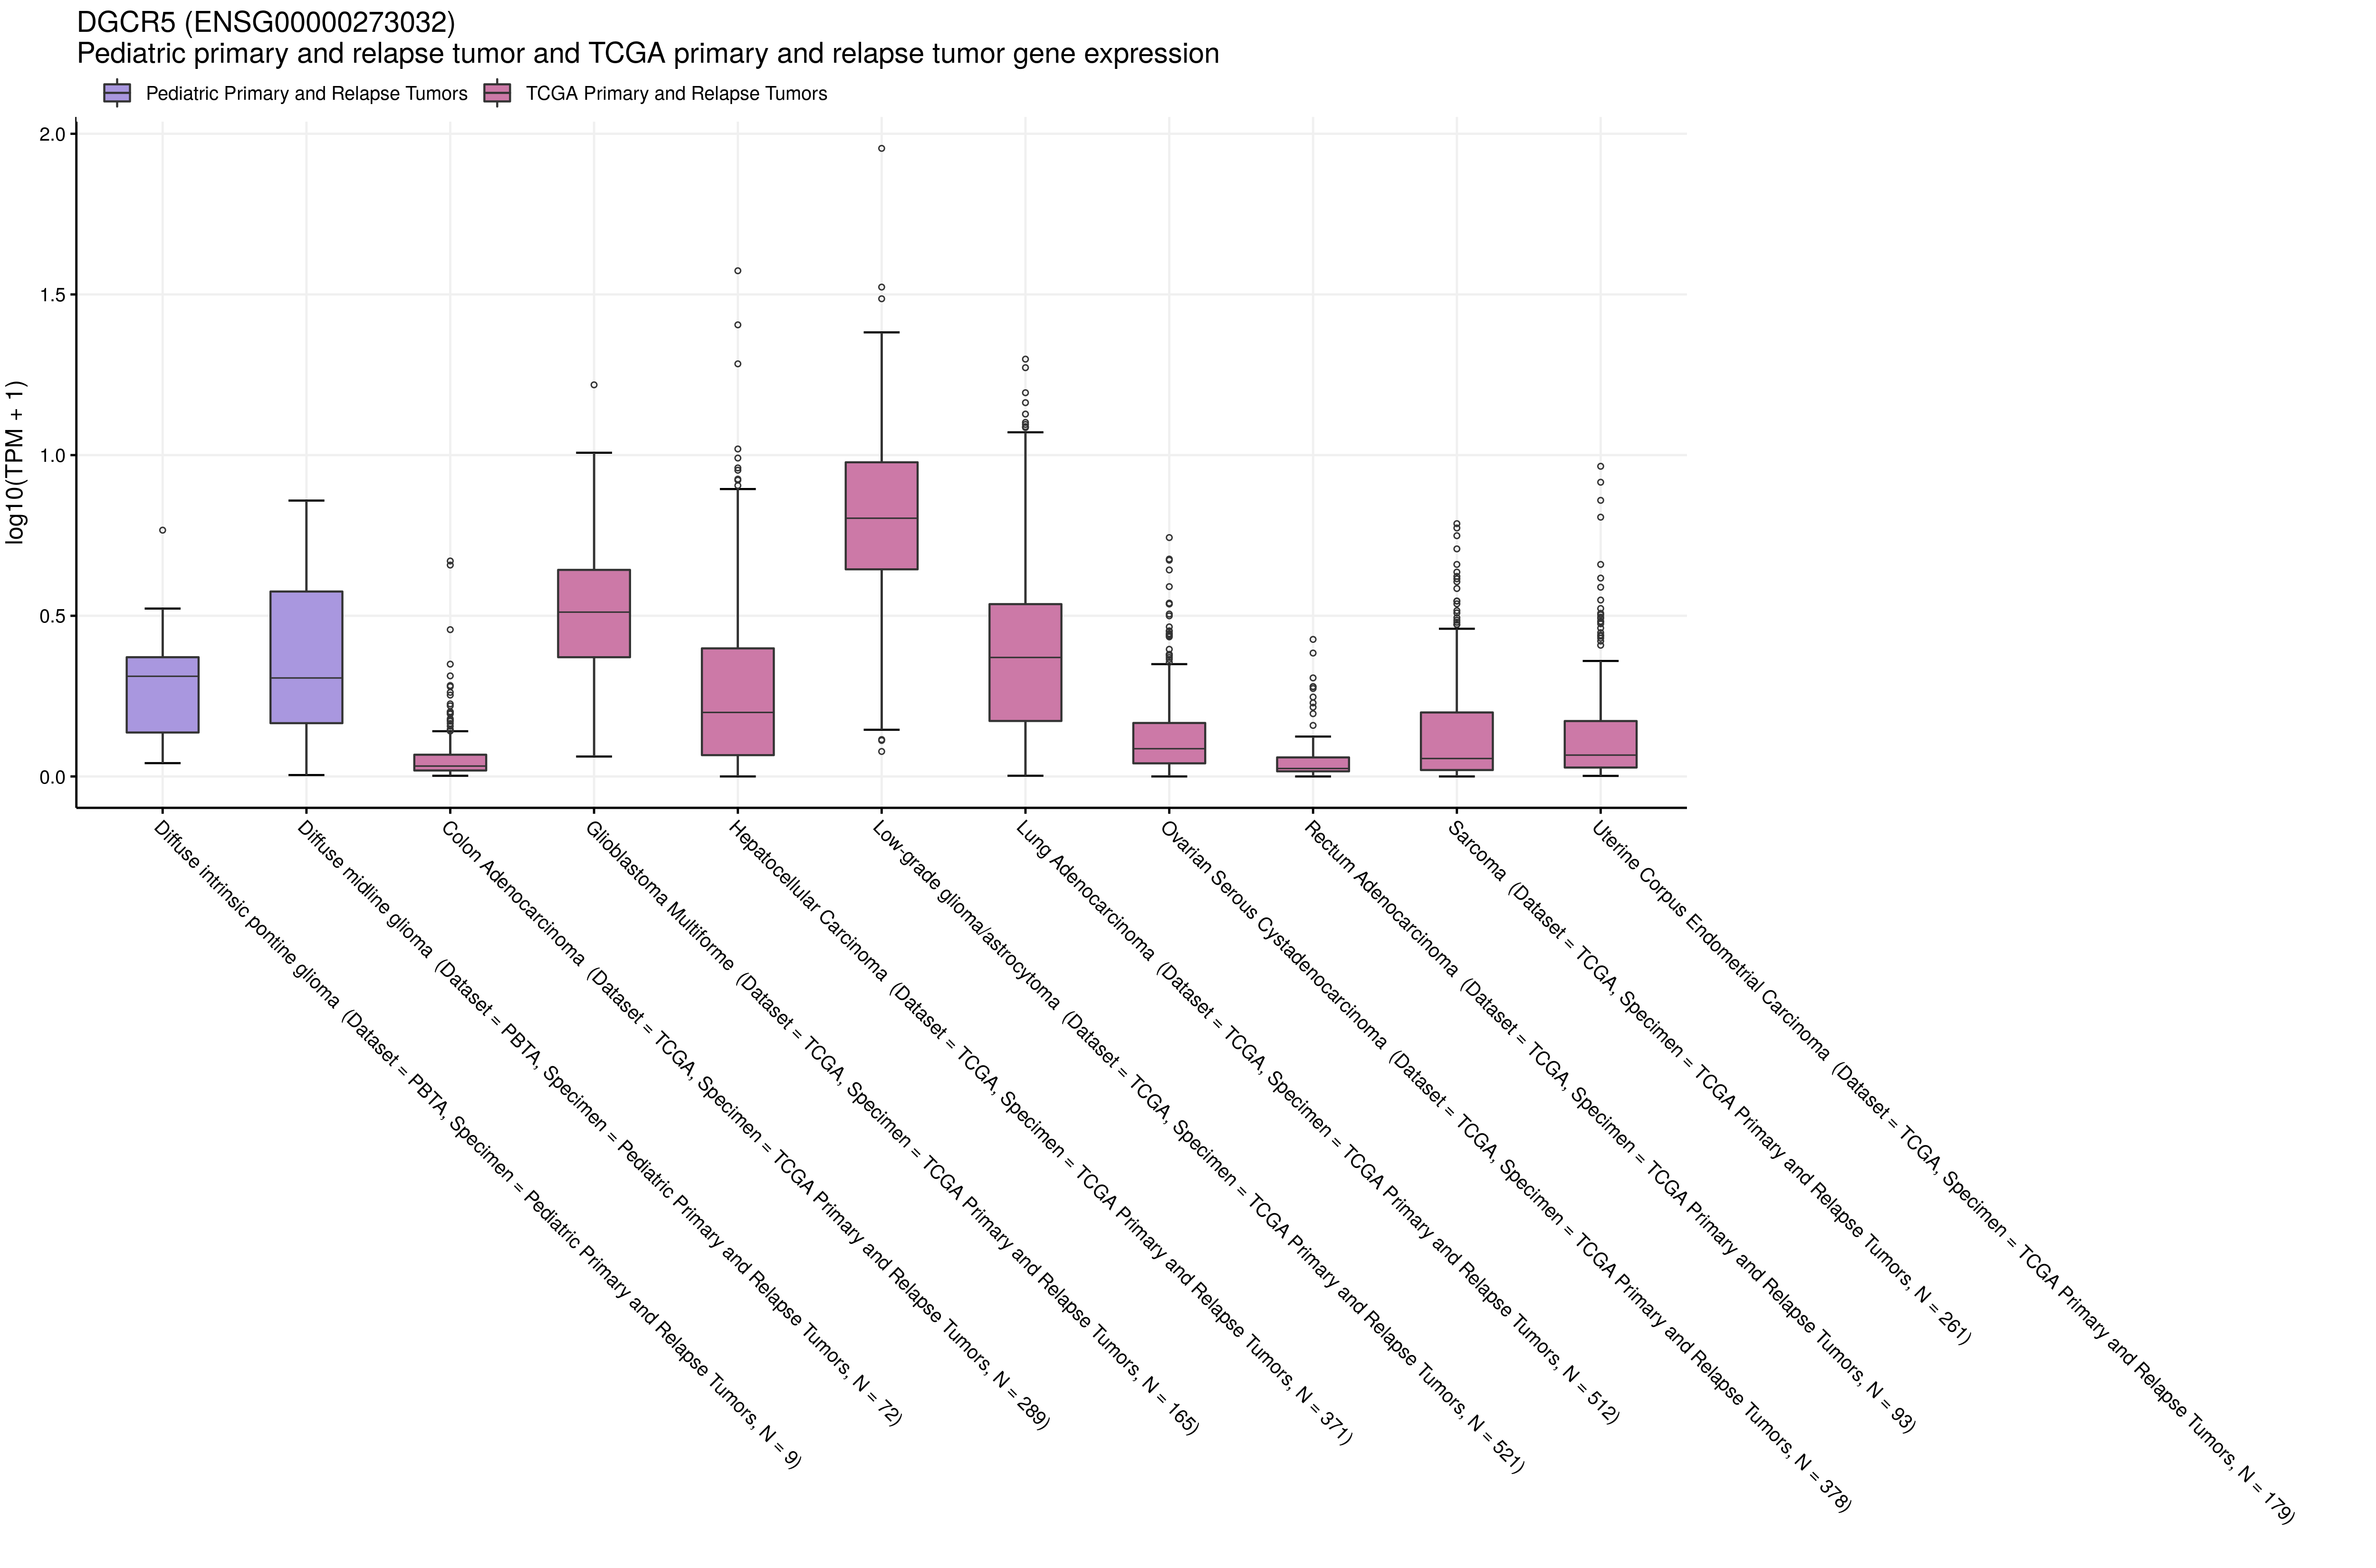 DGCR5 (ENSG00000273032)
Pediatric primary and relapse tumor and TCGA primary and relapse tumor gene expression
Pediatric Primary and Relapse Tumors
TCGA Primary and Relapse Tumors
log10(TPM + 1)
2.0
1.5
1.0
0.5
0.0
Diffuse intrinsic pontine glioma (Dataset = PBTA, Specimen = Pediatric Primary and Relapse Tumors, N = 9)
Diffuse midline glioma (Dataset = PBTA, Specimen = Pediatric Primary and Relapse Tumors, N = 72)
Colon Adenocarcinoma (Dataset = TCGA, Specimen = TCGA Primary and Relapse Tumors, N = 289)
Glioblastoma Multiforme (Dataset = TCGA, Specimen = TCGA Primary and Relapse Tumors, N = 165)
Hepatocellular Carcinoma (Dataset = TCGA, Specimen = TCGA Primary and Relapse Tumors, N = 371)
Low-grade glioma/astrocytoma (Dataset = TCGA, Specimen = TCGA Primary and Relapse Tumors, N = 521)
Lung Adenocarcinoma (Dataset = TCGA, Specimen = TCGA Primary and Relapse Tumors, N = 512)
Ovarian Serous Cystadenocarcinoma (Dataset = TCGA, Specimen = TCGA Primary and Relapse Tumors, N = 378)
Rectum Adenocarcinoma (Dataset = TCGA, Specimen = TCGA Primary and Relapse Tumors, N = 93)
Sarcoma (Dataset = TCGA, Specimen = TCGA Primary and Relapse Tumors, N = 261)
Uterine Corpus Endometrial Carcinoma (Dataset = TCGA, Specimen = TCGA Primary and Relapse Tumors, N = 179)